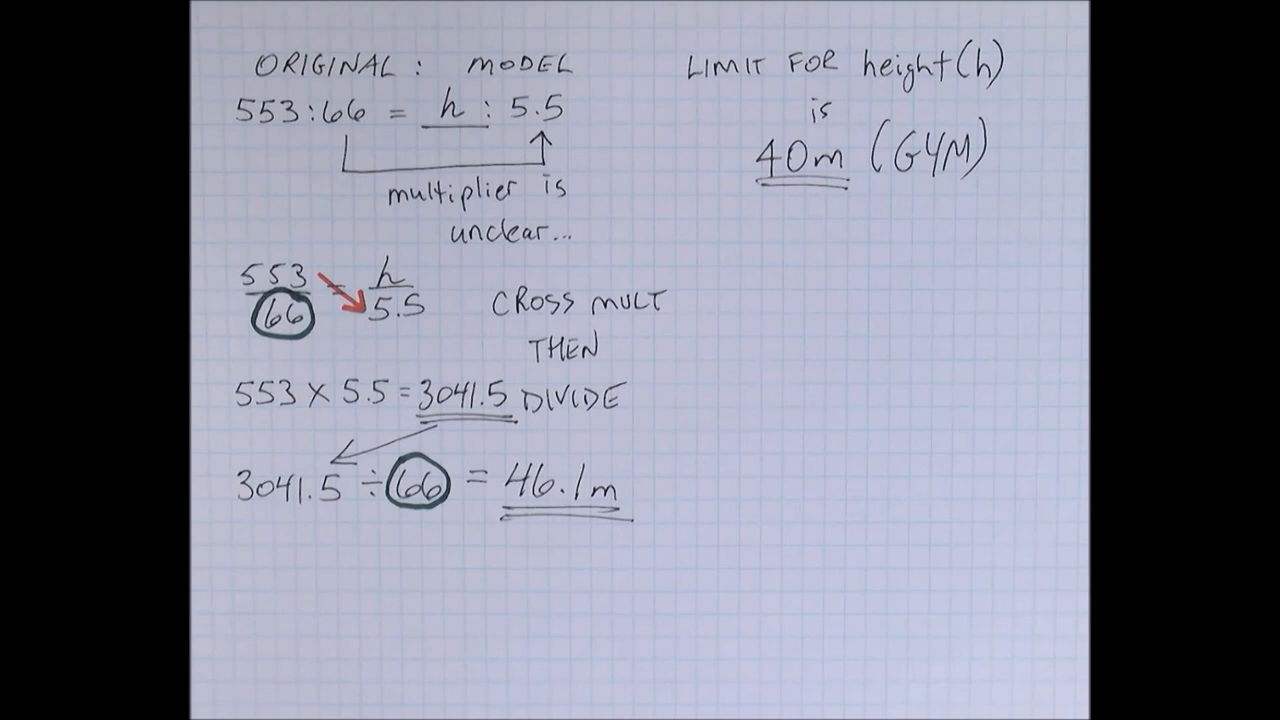 ORIGINAL : MODEL
553:66 = h : 5.5
multiplier is
unclear...
553/66 = h/5.5
CROSS MULT
THEN
DIVIDE
553 x 5.5 = 3041.5
3041.5 ÷ 66 = 46.1m
LIMIT FOR height (h)
is
40m (GYM)